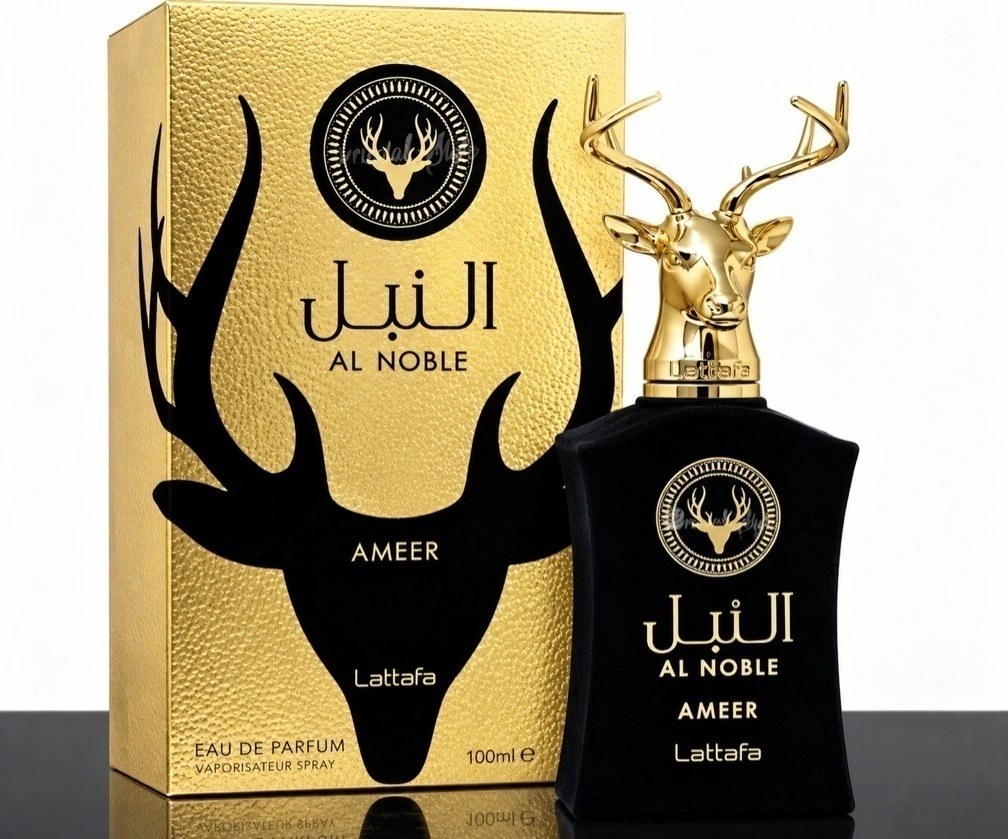 النبل
AL NOBLE
AMEER
Lattafa
EAU DE PARFUM
VAPORISATEUR SPRAY
100ml e
Lattafa
النبل
AL NOBLE
AMEER
Lattafa